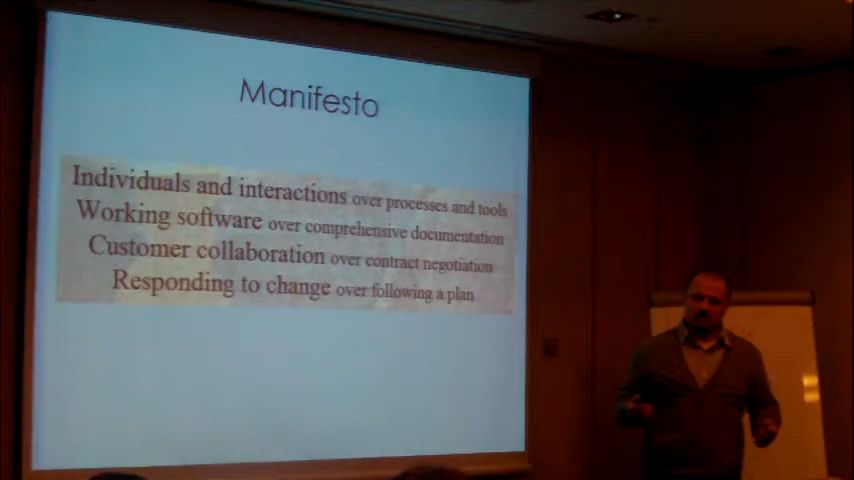 Manifesto
Individuals and interactions over processes and tools
Working software over comprehensive documentation
Customer collaboration over contract negotiation
Responding to change over following a plan